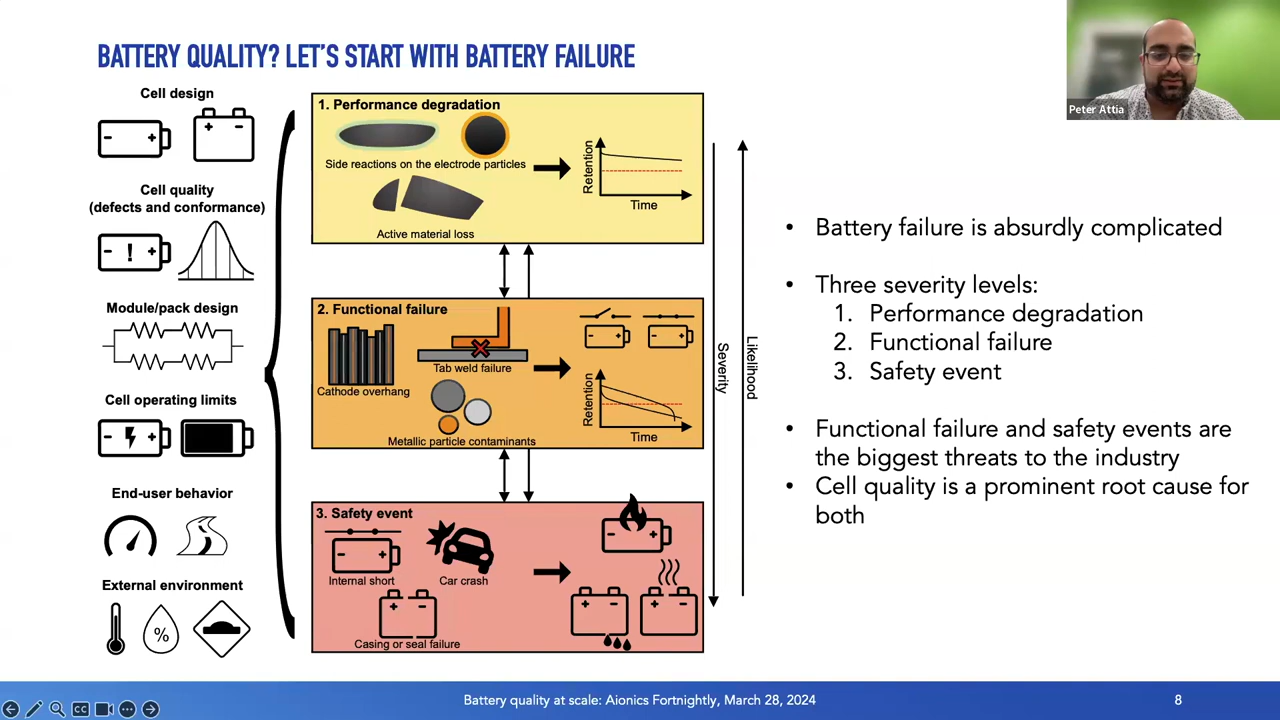 BATTERY QUALITY? LET'S START WITH BATTERY FAILURE
Peter Attia
Cell design
Cell quality
(defects and conformance)
Module/pack design
Cell operating limits
End-user behavior
External environment
%
1. Performance degradation
Side reactions on the electrode particles
Active material loss
Retention
Time
2. Functional failure
Cathode overhang
Tab weld failure
Metallic particle contaminants
Retention
Time
3. Safety event
Internal short
Car crash
Casing or seal failure
Severity
Likelihood
• Battery failure is absurdly complicated
• Three severity levels:
1. Performance degradation
2. Functional failure
3. Safety event
• Functional failure and safety events are
the biggest threats to the industry
• Cell quality is a prominent root cause for
both
CC
Battery quality at scale: Aionics Fortnightly, March 28, 2024
8